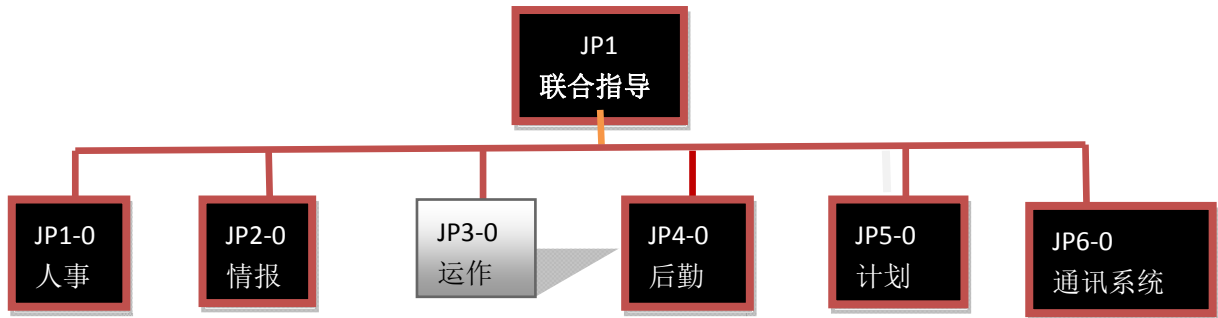 JP1
联合指导
JP1-0
人事
JP2-0
情报
JP3-0
运作
JP4-0
后勤
JP5-0
计划
JP6-0
通讯系统